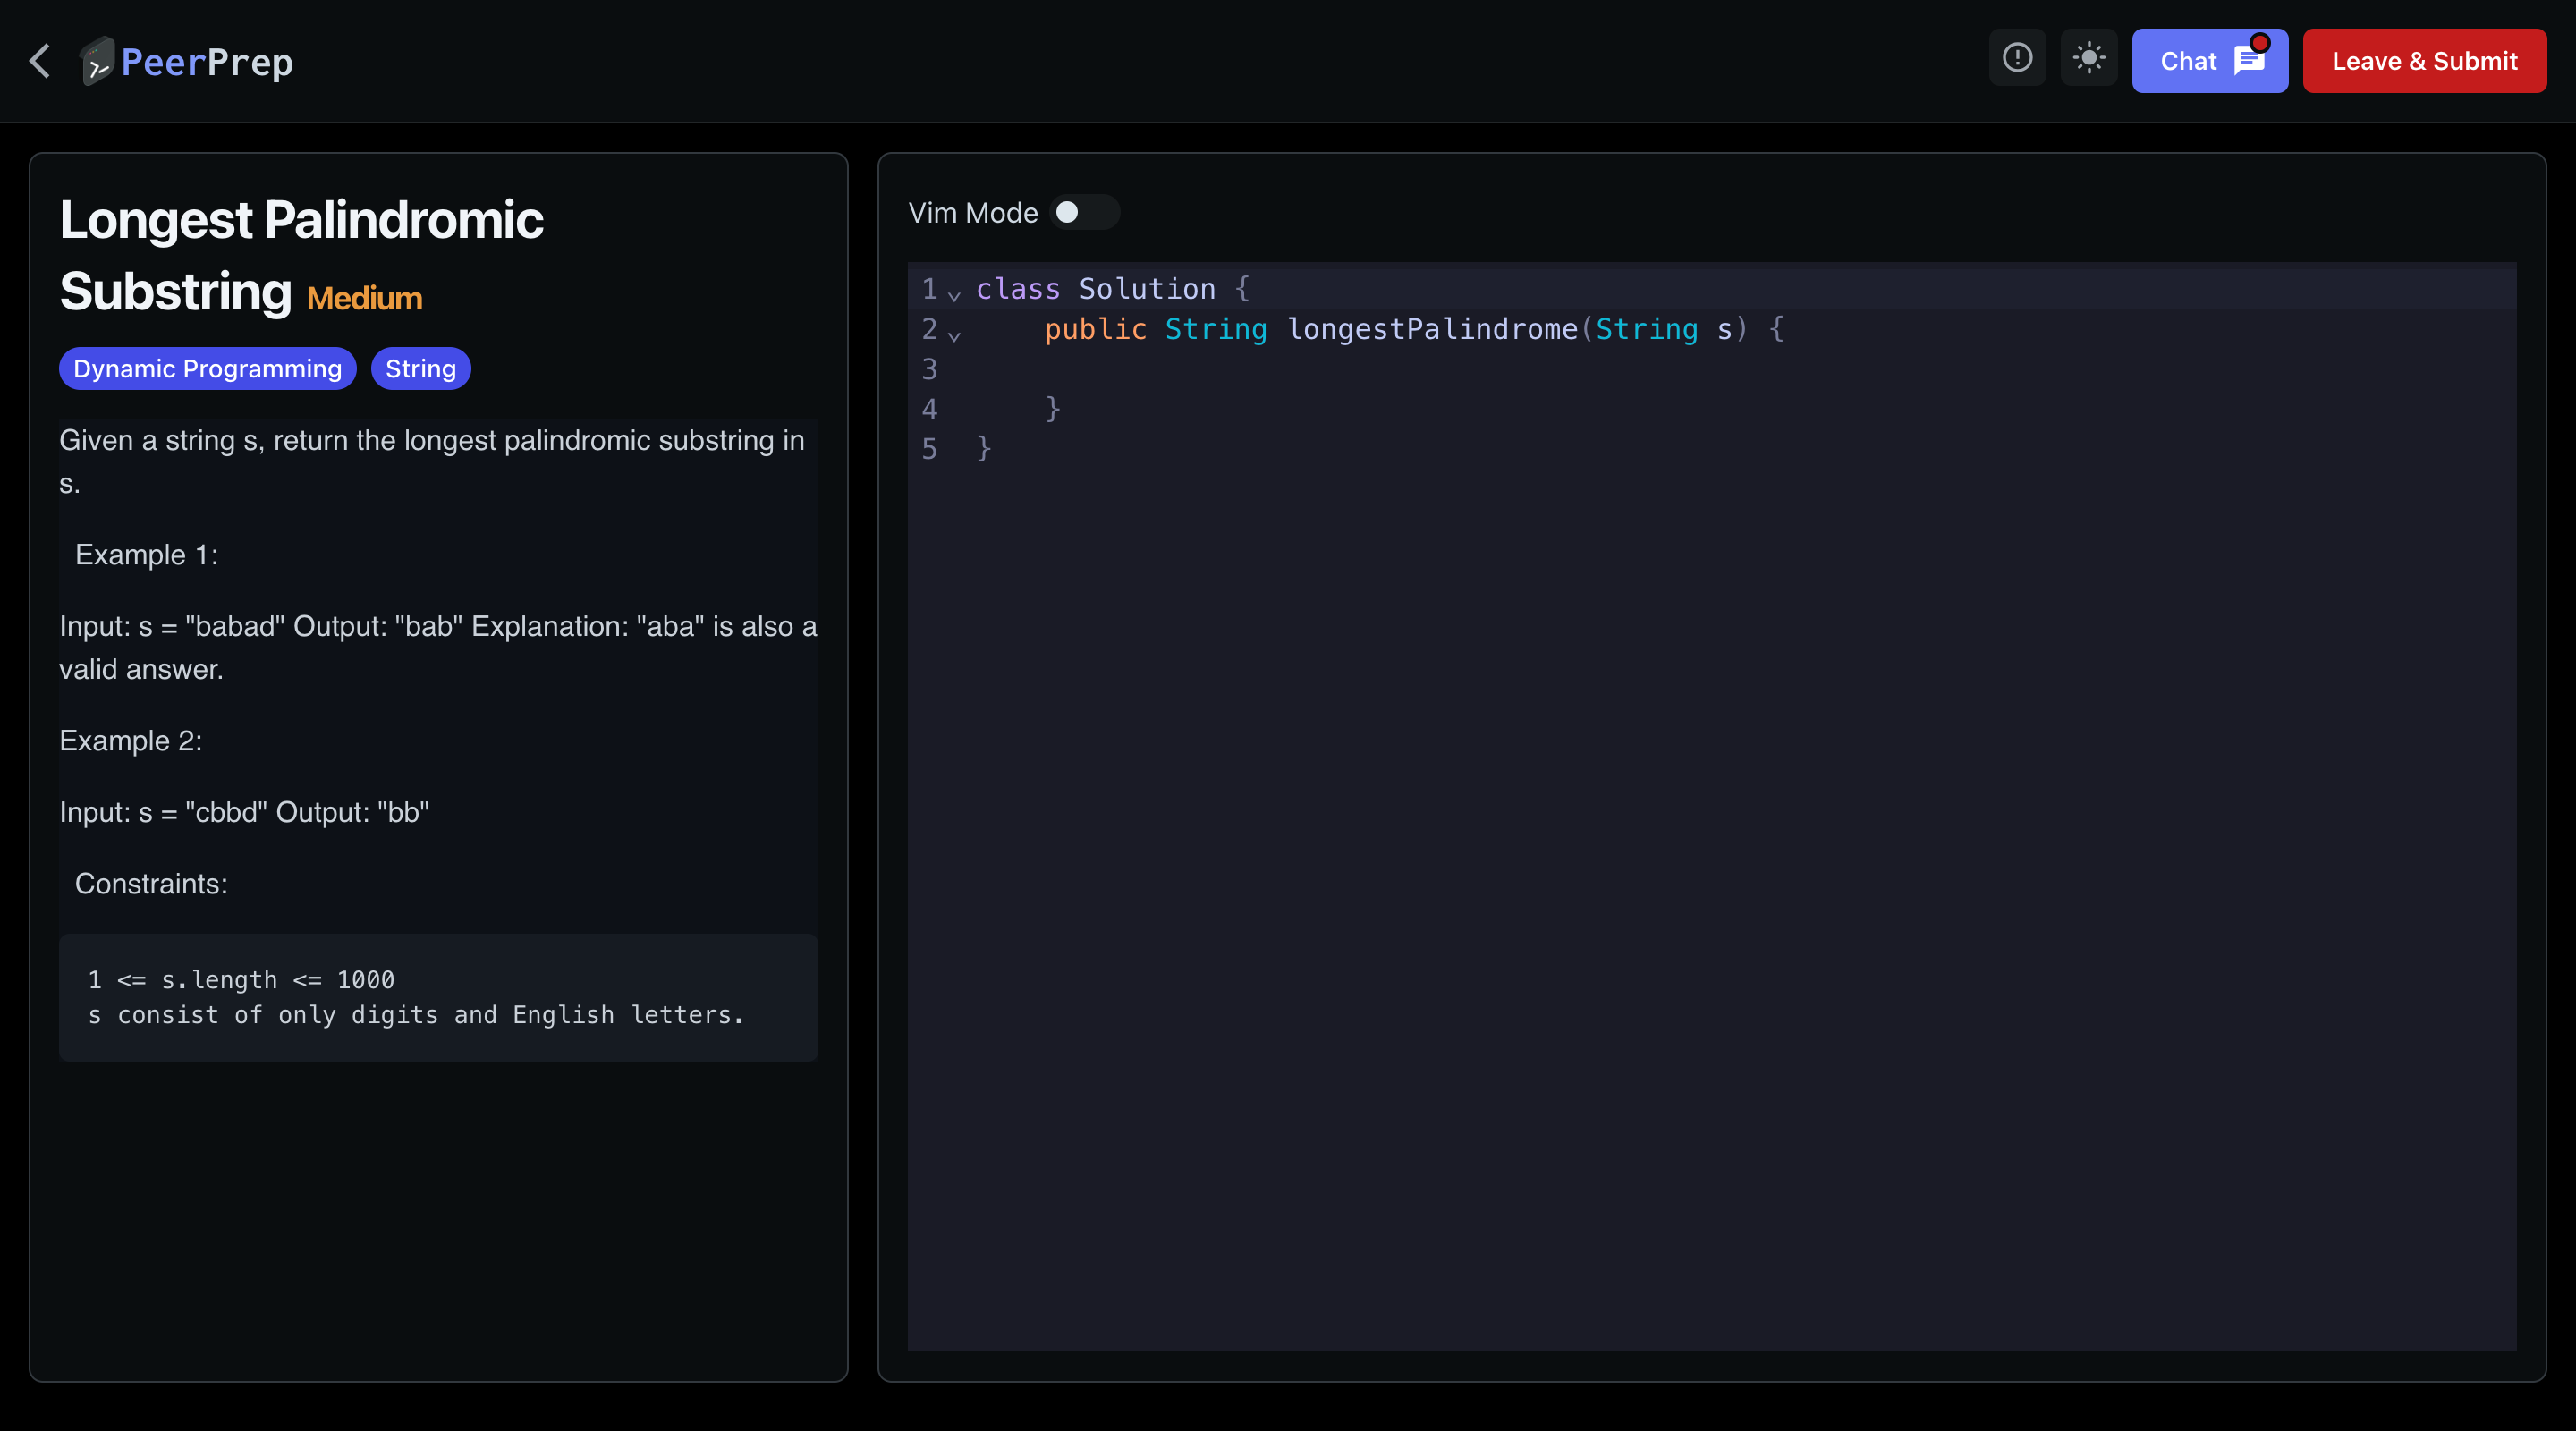 PeerPrep
Chat
Leave & Submit
Longest Palindromic
Substring Medium
Dynamic Programming String
Given a string s, return the longest palindromic substring in
s.
Example 1:
Input: s = "babad" Output: "bab" Explanation: "aba" is also a
valid answer.
Example 2:
Input: s = "cbbd" Output: "bb"
Constraints:
1 <= s.length <= 1000
s consist of only digits and English letters.
Vim Mode
1 class Solution {
2     public String longestPalindrome(String s) {
3
4     }
5 }